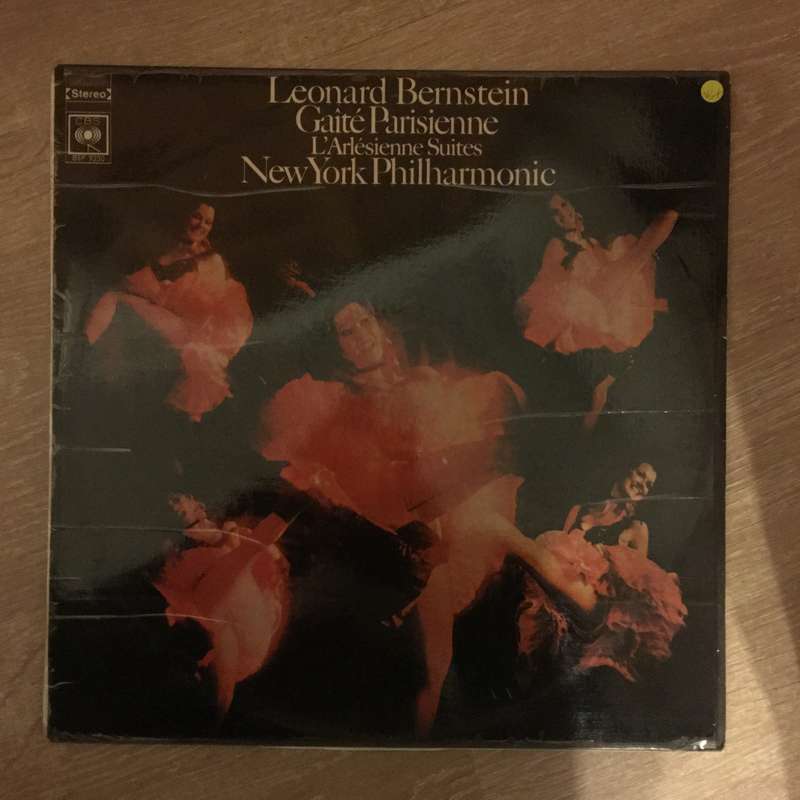 Stereo
CBS
Leonard Bernstein
Gaîté Parisienne
L'Arlésienne Suites
New York Philharmonic